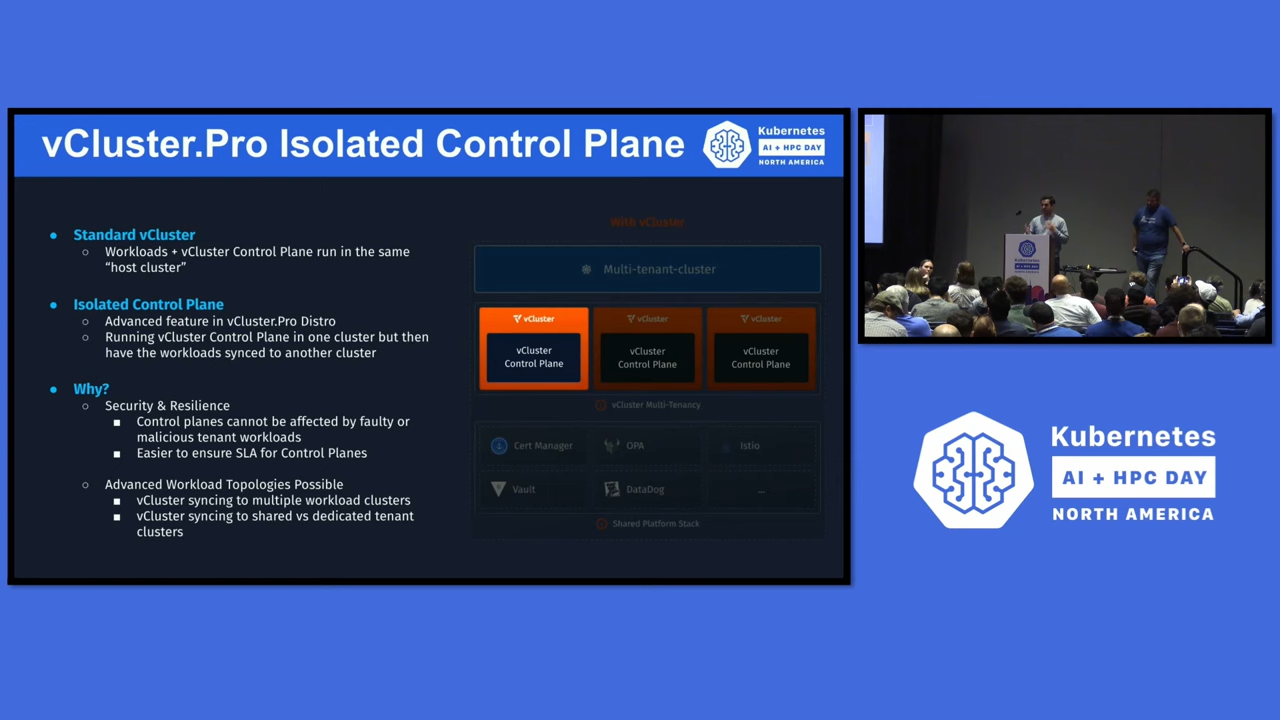 vCluster.Pro Isolated Control Plane
Kubernetes
AI + HPC DAY
NORTH AMERICA
● Standard vCluster
○ Workloads + vCluster Control Plane run in the same
"host cluster"
● Isolated Control Plane
○ Advanced feature in vCluster.Pro Distro
○ Running vCluster Control Plane in one cluster but then
have the workloads synced to another cluster
● Why?
○ Security & Resilience
■ Control planes cannot be affected by faulty or
malicious tenant workloads
■ Easier to ensure SLA for Control Planes
○ Advanced Workload Topologies Possible
■ vCluster syncing to multiple workload clusters
■ vCluster syncing to shared vs dedicated tenant
clusters
With vCluster
Multi-tenant-cluster
vCluster
vCluster
Control Plane
vCluster
vCluster
Control Plane
vCluster
vCluster
Control Plane
vCluster Multi-Tenancy
Cert Manager
OPA
Istio
Vault
DataDog
...
Shared Platform Stack
Kubernetes
AI + HPC DAY
NORTH AMERICA